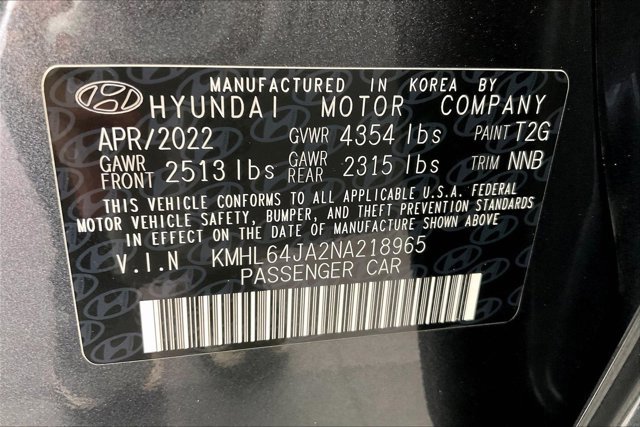 MANUFACTURED IN KOREA BY
HYUNDAI MOTOR COMPANY
APR/2022 GVWR 4354 lbs PAINT T2G
GAWR FRONT 2513 lbs GAWR REAR 2315 lbs TRIM NNB
THIS VEHICLE CONFORMS TO ALL APPLICABLE U.S.A. FEDERAL
MOTOR VEHICLE SAFETY, BUMPER, AND THEFT PREVENTION STANDARDS
IN EFFECT ON THE DATE OF MANUFACTURE SHOWN ABOVE
V.I.N KMHL64JA2NA218965
PASSENGER CAR